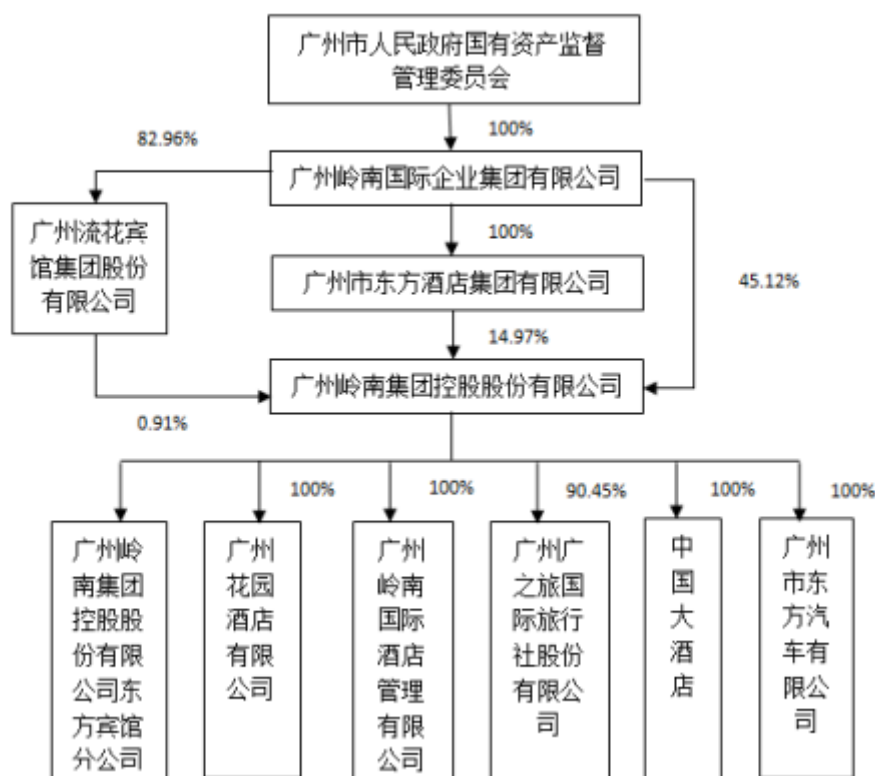 广州市人民政府国有资产监督
管理委员会
100%
82.96%
广州岭南国际企业集团有限公司
广州流花宾
馆集团股份
有限公司
100%
广州市东方酒店集团有限公司
45.12%
14.97%
广州岭南集团控股股份有限公司
0.91%
100%
100%
90.45%
100%
100%
广州岭
南集团
控股股
份有限
公司东
方宾馆
分公司
广州
花园
酒店
有限
公司
广州
岭南
国际
酒店
管理
有限
公司
广州广
之旅国
际旅行
社股份
有限公
司
中
国
大
酒
店
广州
市东
方汽
车有
限公
司